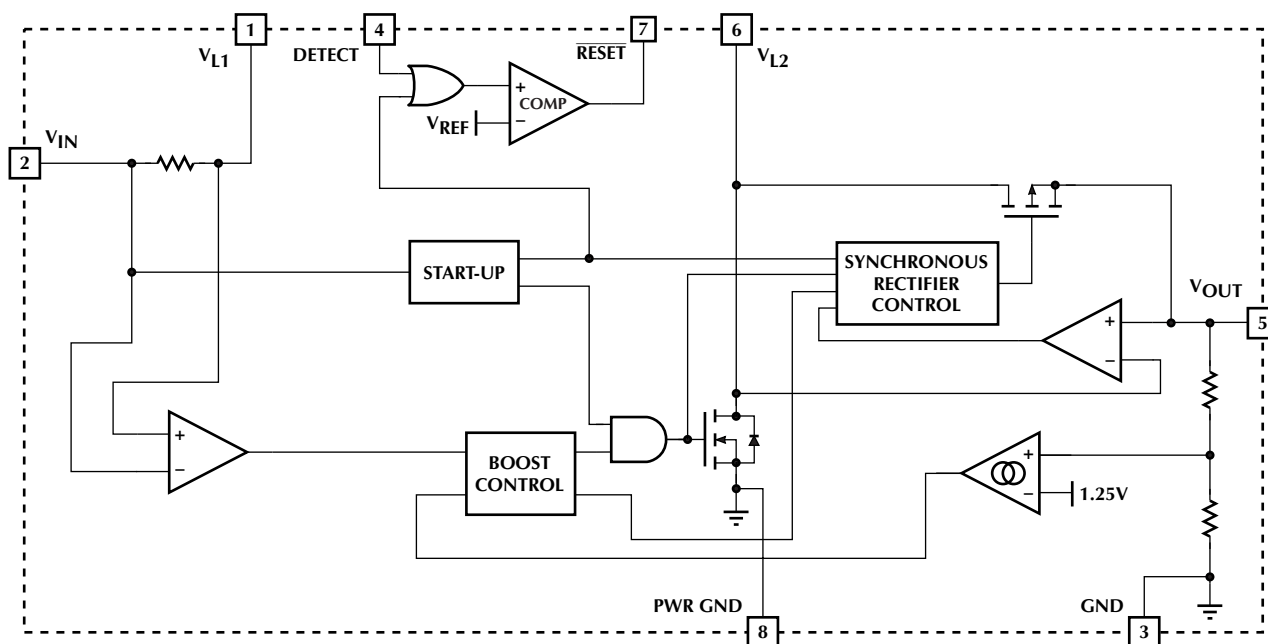 1
4
7
6
V_L1
DETECT
R̅E̅S̅E̅T̅
V_L2
+
COMP
V_REF
−
V_IN
2
START-UP
SYNCHRONOUS
RECTIFIER
CONTROL
V_OUT
+
5
−
+
−
BOOST
CONTROL
+
−
1.25V
PWR GND
GND
8
3